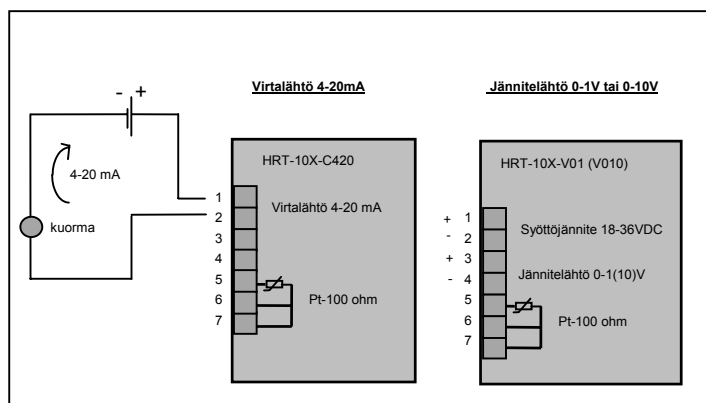 Virtalähtö 4-20mA
Jännitelähtö 0-1V tai 0-10V
- +
4-20 mA
kuorma
HRT-10X-C420
1
2
3
4
5
6
7
Virtalähtö 4-20 mA
Pt-100 ohm
HRT-10X-V01 (V010)
+ 1
- 2
+ 3
- 4
5
6
7
Syöttöjännite 18-36VDC
Jännitelähtö 0-1(10)V
Pt-100 ohm